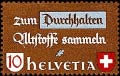 zum Durchhalten
Altstoffe sammeln
10 HELVETIA